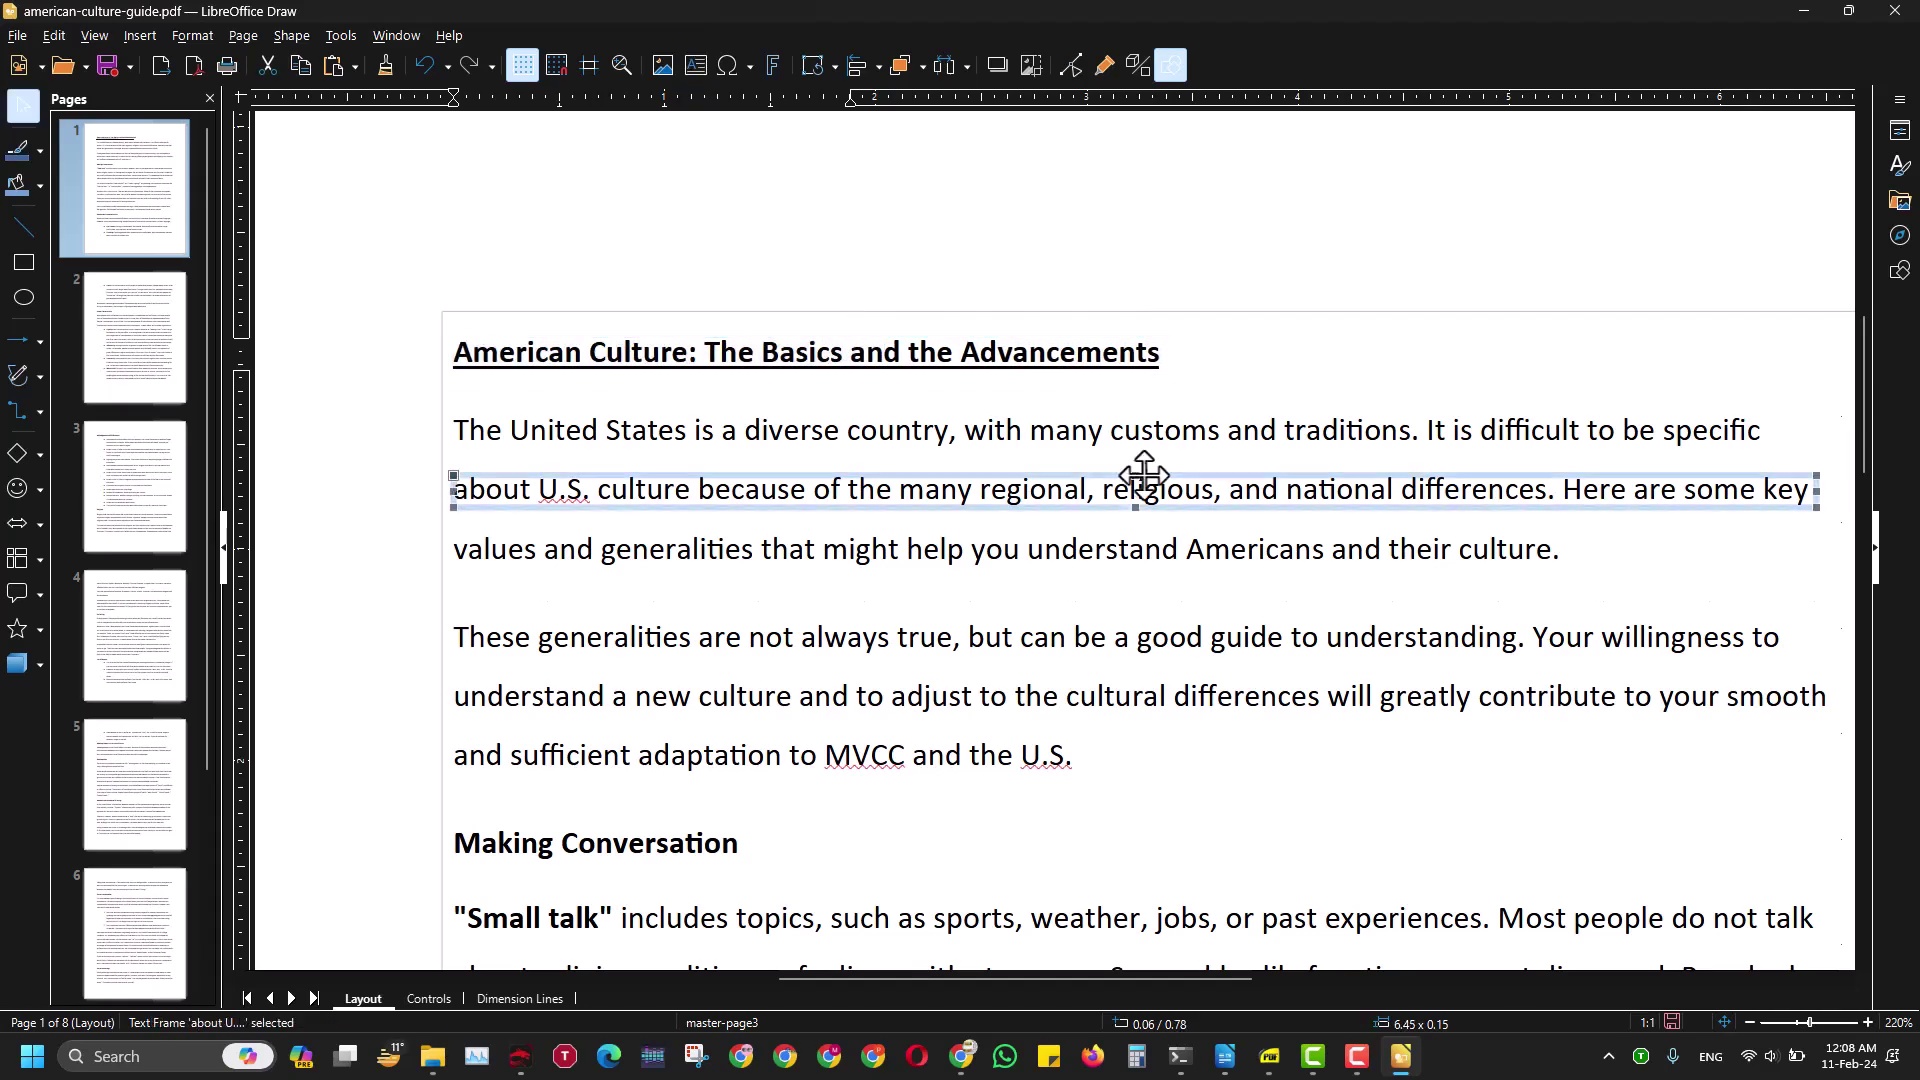 american-culture-guide.pdf — LibreOffice Draw
File Edit View Insert Format Page Shape Tools Window Help
Pages
1
2
3
4
5
6
1 2 3 4 5 6
American Culture: The Basics and the Advancements
The United States is a diverse country, with many customs and traditions. It is difficult to be specific
about U.S. culture because of the many regional, religious, and national differences. Here are some key
values and generalities that might help you understand Americans and their culture.
These generalities are not always true, but can be a good guide to understanding. Your willingness to
understand a new culture and to adjust to the cultural differences will greatly contribute to your smooth
and sufficient adaptation to MVCC and the U.S.
Making Conversation
"Small talk" includes topics, such as sports, weather, jobs, or past experiences. Most people do not talk
Layout Controls Dimension Lines
Page 1 of 8 (Layout) Text Frame 'about U....' selected master-page3 0.06 / 0.78 6.45 x 0.15 1:1 220%
Search PRE 11° ENG 12:08 AM
11-Feb-24